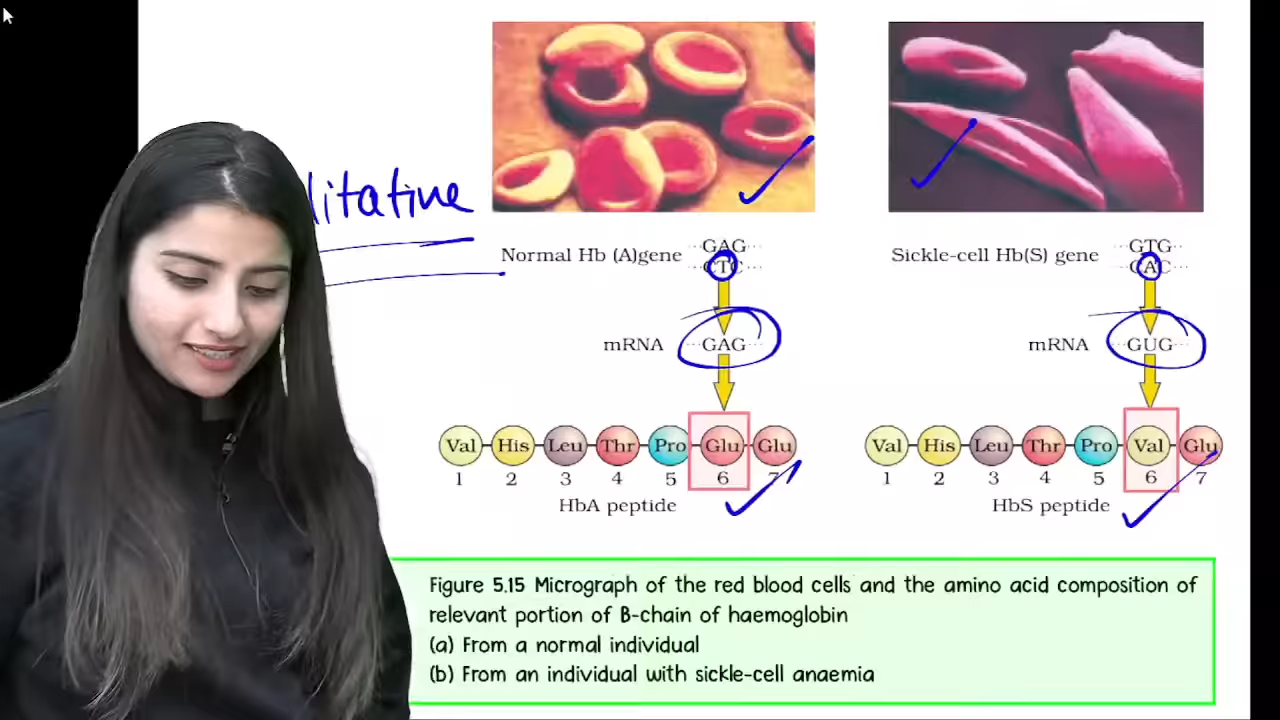 litative
Normal Hb (A)gene
··GAG··
··CTC···
Sickle-cell Hb(S) gene
··GTG··
CAC··
mRNA
··GAG··
mRNA
··GUG··
Val His Leu Thr Pro Glu Glu
1 2 3 4 5 6 7
HbA peptide
Val His Leu Thr Pro Val Glu
1 2 3 4 5 6 7
HbS peptide
Figure 5.15 Micrograph of the red blood cells and the amino acid composition of
relevant portion of B-chain of haemoglobin
(a) From a normal individual
(b) From an individual with sickle-cell anaemia